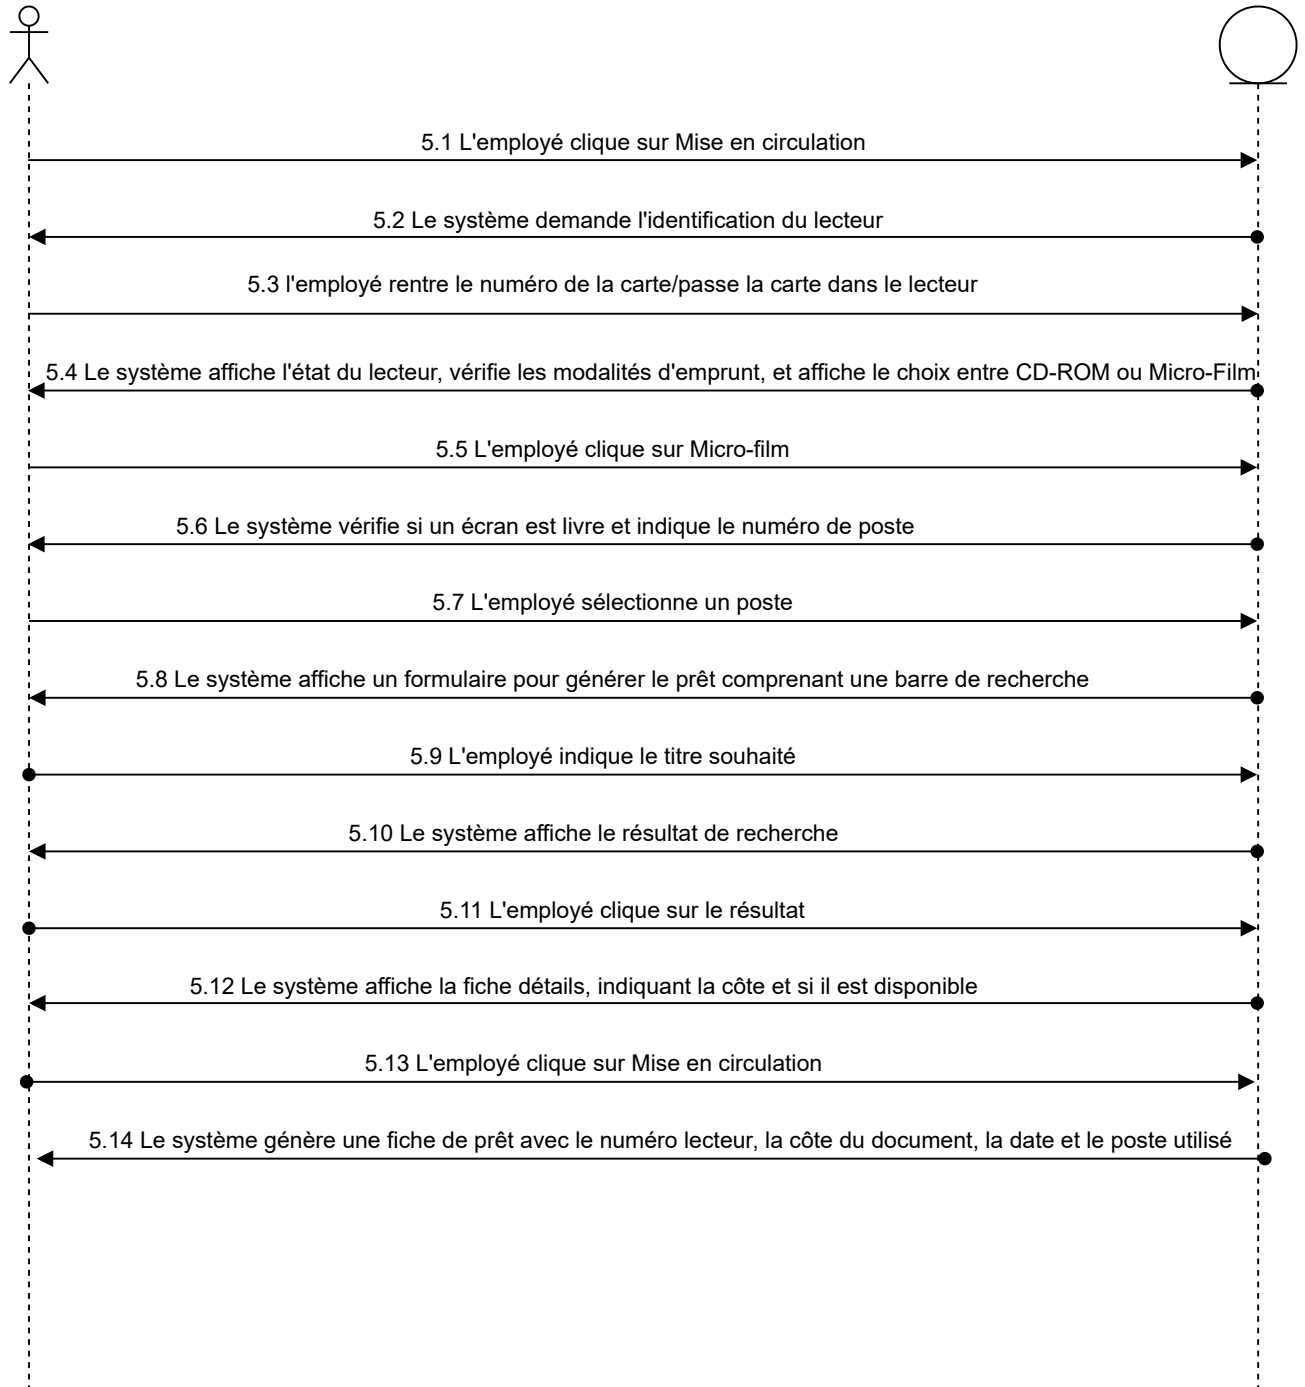 5.1 L'employé clique sur Mise en circulation
5.2 Le système demande l'identification du lecteur
5.3 l'employé rentre le numéro de la carte/passe la carte dans le lecteur
5.4 Le système affiche l'état du lecteur, vérifie les modalités d'emprunt, et affiche le choix entre CD-ROM ou Micro-Film
5.5 L'employé clique sur Micro-film
5.6 Le système vérifie si un écran est livre et indique le numéro de poste
5.7 L'employé sélectionne un poste
5.8 Le système affiche un formulaire pour générer le prêt comprenant une barre de recherche
5.9 L'employé indique le titre souhaité
5.10 Le système affiche le résultat de recherche
5.11 L'employé clique sur le résultat
5.12 Le système affiche la fiche détails, indiquant la côte et si il est disponible
5.13 L'employé clique sur Mise en circulation
5.14 Le système génère une fiche de prêt avec le numéro lecteur, la côte du document, la date et le poste utilisé